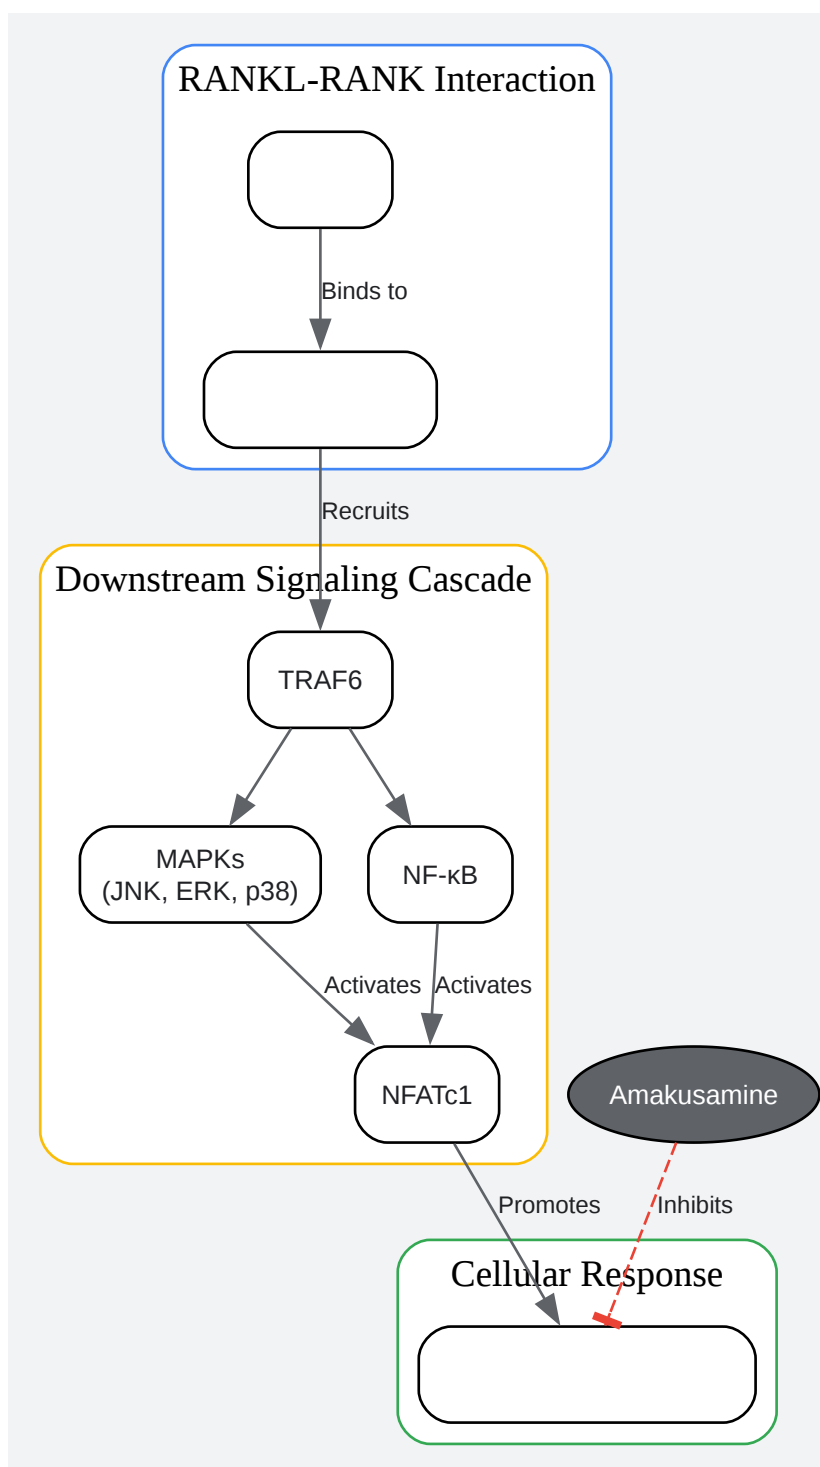 RANKL-RANK Interaction
Binds to
Recruits
Downstream Signaling Cascade
TRAF6
MAPKs
(JNK, ERK, p38)
NF-κB
Activates
Activates
NFATc1
Amakusamine
Promotes
Inhibits
Cellular Response